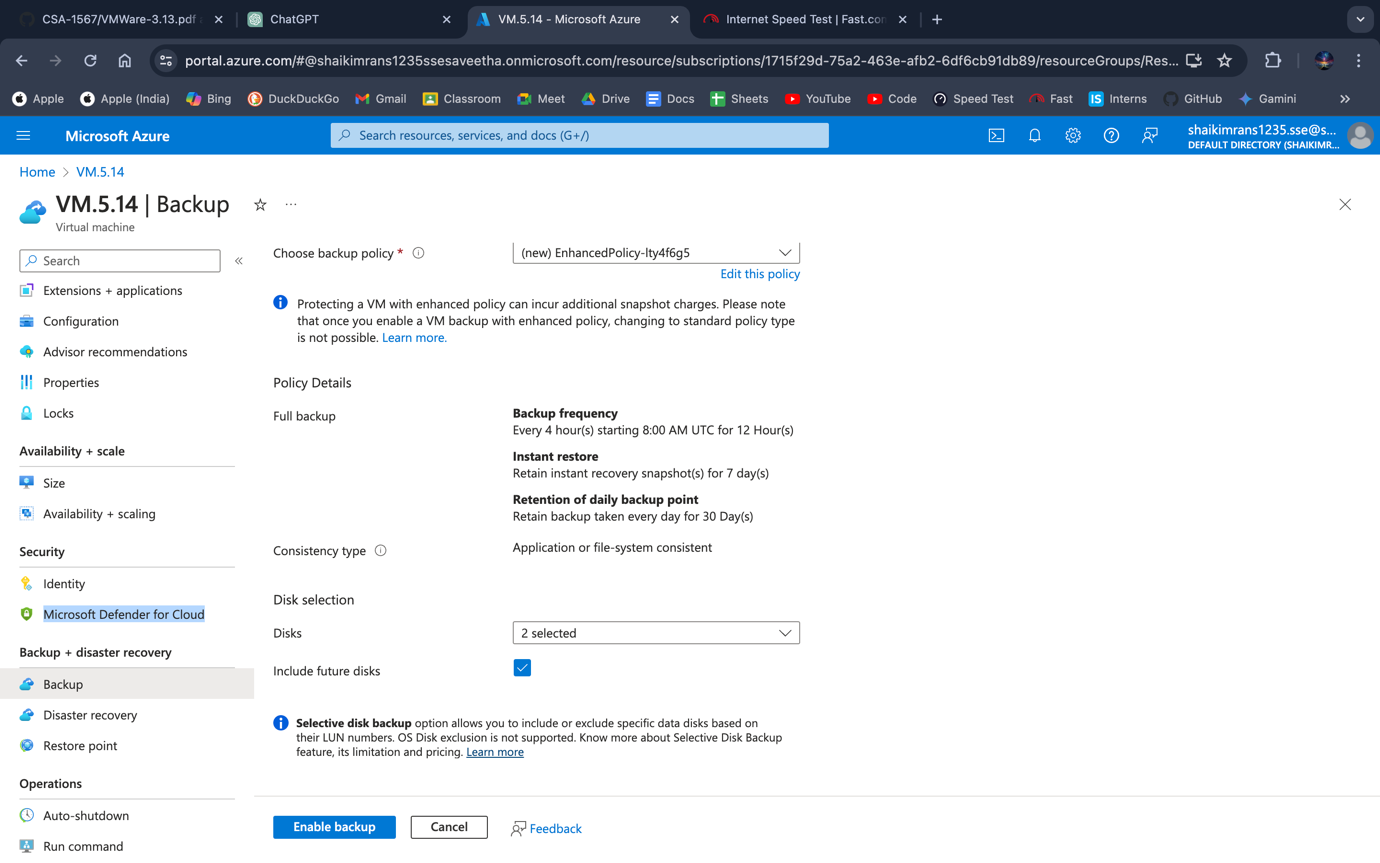 CSA-1567/VMWare-3.13.pdf
ChatGPT
VM.5.14 - Microsoft Azure
Internet Speed Test | Fast.com
portal.azure.com/#@shaikimrans1235ssesaveetha.onmicrosoft.com/resource/subscriptions/1715f29d-75a2-463e-afb2-6df6cb91db89/resourceGroups/Res...
Apple
Apple (India)
Bing
DuckDuckGo
Gmail
Classroom
Meet
Drive
Docs
Sheets
YouTube
Code
Speed Test
Fast
IS Interns
GitHub
Gamini
Microsoft Azure
Search resources, services, and docs (G+/)
shaikimrans1235.sse@s...
DEFAULT DIRECTORY (SHAIKIMR...
Home > VM.5.14
VM.5.14 | Backup
Virtual machine
Search
Extensions + applications
Configuration
Advisor recommendations
Properties
Locks
Availability + scale
Size
Availability + scaling
Security
Identity
Microsoft Defender for Cloud
Backup + disaster recovery
Backup
Disaster recovery
Restore point
Operations
Auto-shutdown
Run command
Choose backup policy *
(new) EnhancedPolicy-lty4f6g5
Edit this policy
Protecting a VM with enhanced policy can incur additional snapshot charges. Please note
that once you enable a VM backup with enhanced policy, changing to standard policy type
is not possible. Learn more.
Policy Details
Full backup
Backup frequency
Every 4 hour(s) starting 8:00 AM UTC for 12 Hour(s)
Instant restore
Retain instant recovery snapshot(s) for 7 day(s)
Retention of daily backup point
Retain backup taken every day for 30 Day(s)
Consistency type
Application or file-system consistent
Disk selection
Disks
2 selected
Include future disks
Selective disk backup option allows you to include or exclude specific data disks based on
their LUN numbers. OS Disk exclusion is not supported. Know more about Selective Disk Backup
feature, its limitation and pricing. Learn more
Enable backup
Cancel
Feedback